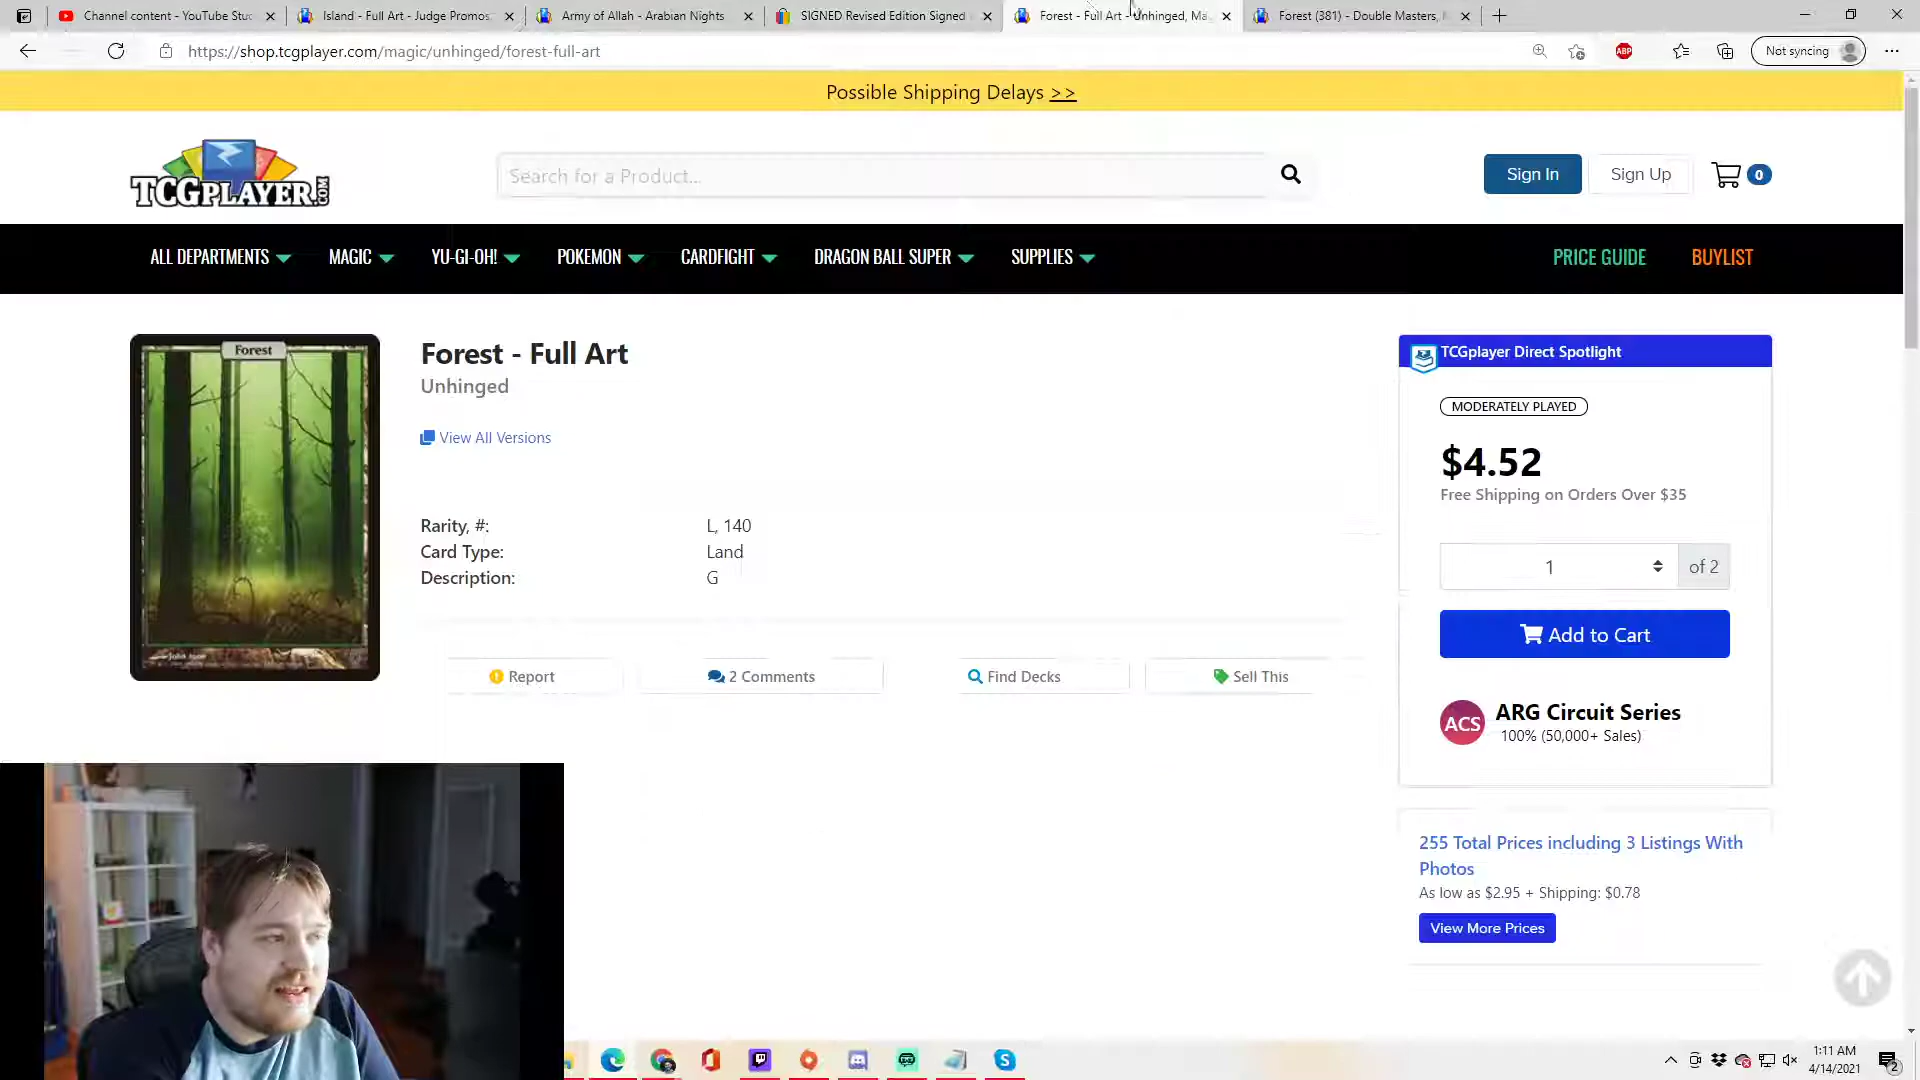 Channel content - YouTube Stu
Island - Full Art - Judge Promos
Army of Allah - Arabian Nights
SIGNED Revised Edition Signed
Forest - Full Art - Unhinged, Ma
Forest (381) - Double Masters,
https://shop.tcgplayer.com/magic/unhinged/forest-full-art
ABP
Not syncing
Possible Shipping Delays >>
TCGPLAYER.COM
Search for a Product...
Sign In
Sign Up
0
ALL DEPARTMENTS
MAGIC
YU-GI-OH!
POKEMON
CARDFIGHT
DRAGON BALL SUPER
SUPPLIES
PRICE GUIDE
BUYLIST
Forest
Forest - Full Art
Unhinged
View All Versions
Rarity, #: L, 140
Card Type: Land
Description: G
Report
2 Comments
Find Decks
Sell This
TCGplayer Direct Spotlight
MODERATELY PLAYED
$4.52
Free Shipping on Orders Over $35
1
of 2
Add to Cart
ACS
ARG Circuit Series
100% (50,000+ Sales)
255 Total Prices including 3 Listings With
Photos
As low as $2.95 + Shipping: $0.78
View More Prices
1:11 AM
4/14/2021
2